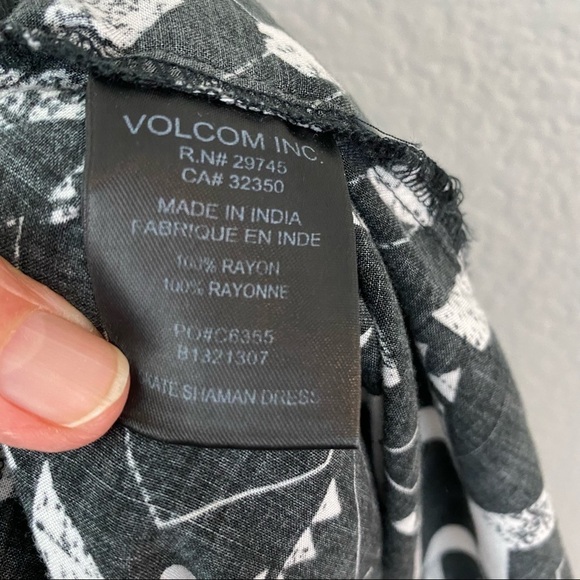 VOLCOM INC.
R.N# 29745
CA# 32350
MADE IN INDIA
FABRIQUE EN INDE
100% RAYON
100% RAYONNE
PO#C6355
B1321307
SHAMAN DRESS